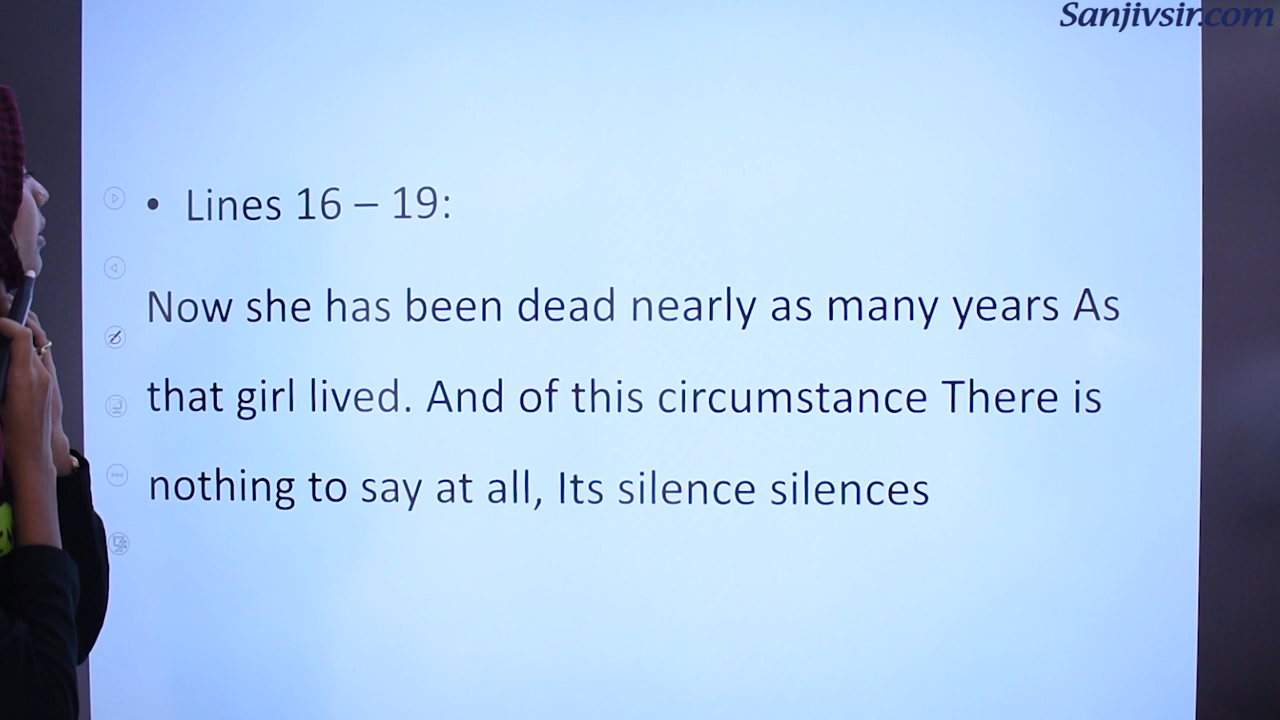 Sanjivsir.com
• Lines 16 – 19:
Now she has been dead nearly as many years As
that girl lived. And of this circumstance There is
nothing to say at all, Its silence silences